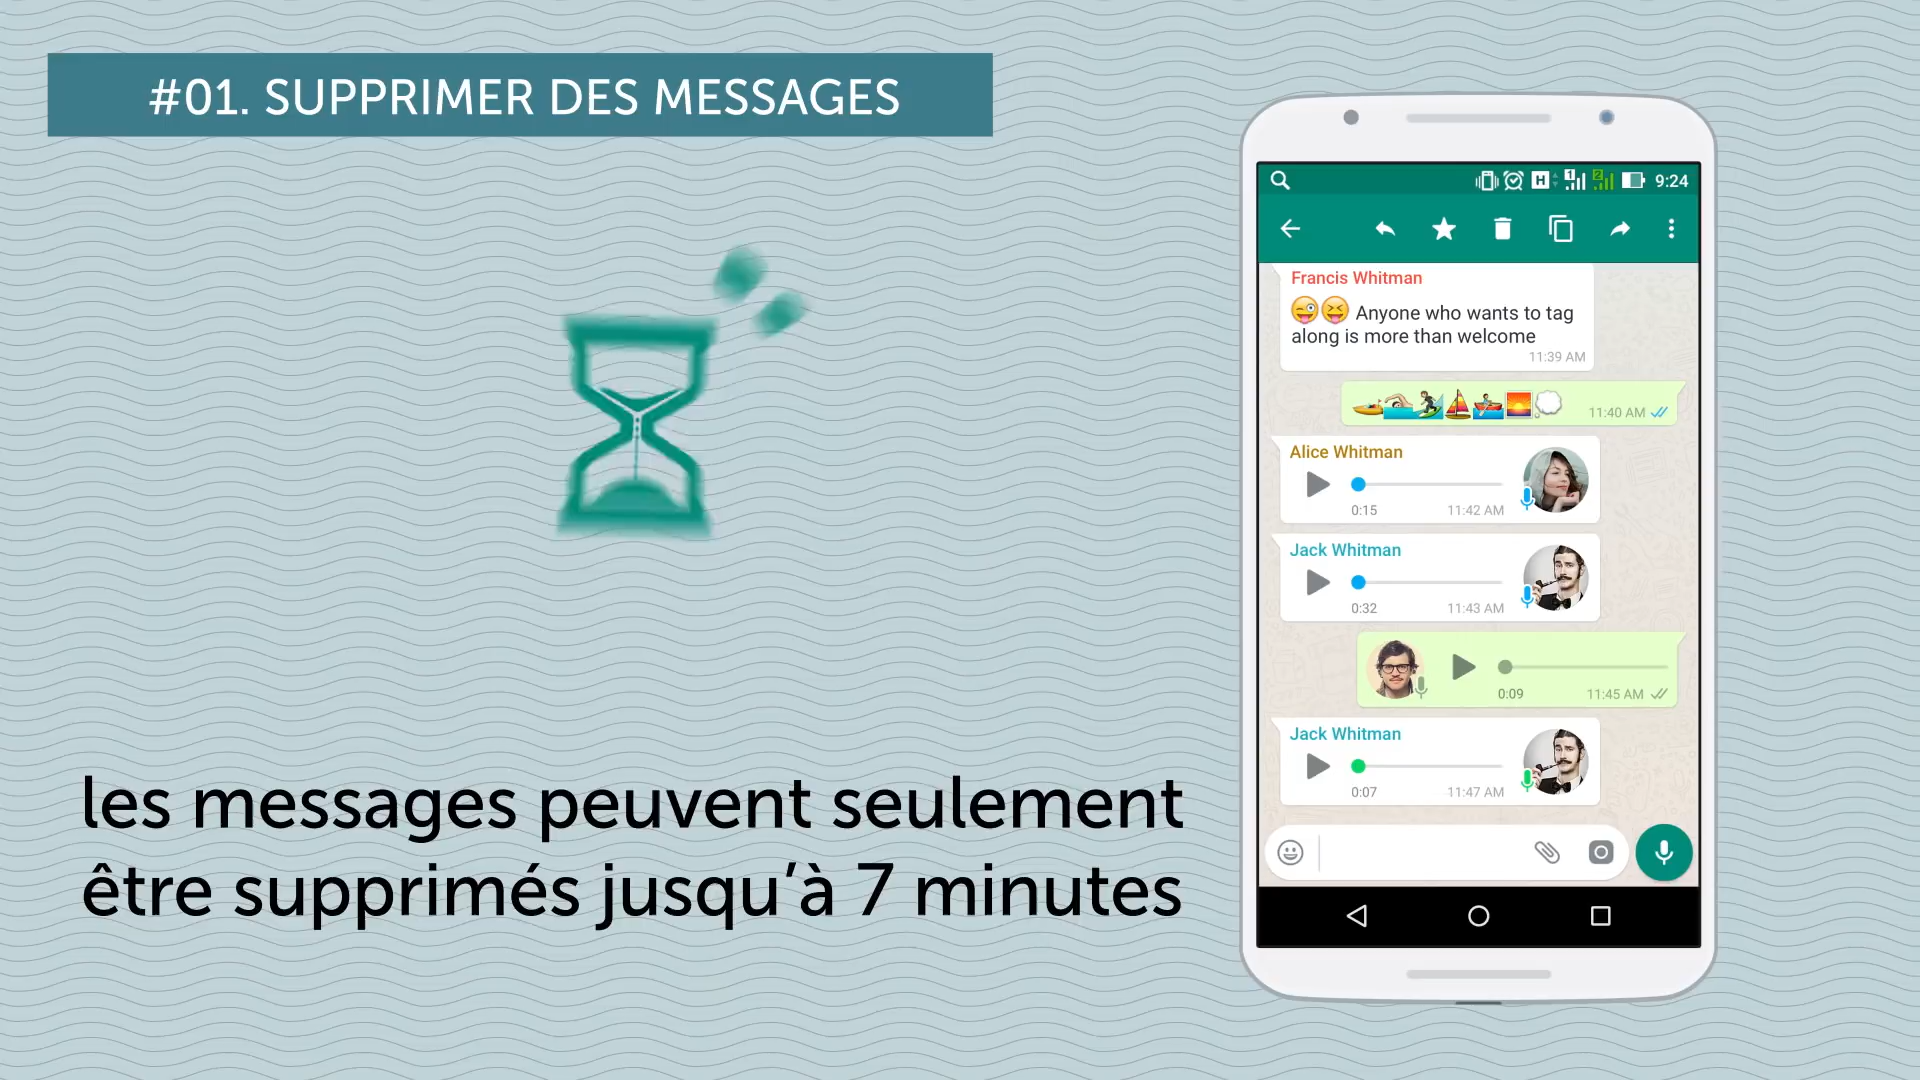 #01. SUPPRIMER DES MESSAGES
les messages peuvent seulement
être supprimés jusqu’à 7 minutes
H 1 2 9:24
Francis Whitman
Anyone who wants to tag
along is more than welcome
11:39 AM
11:40 AM
Alice Whitman
0:15 11:42 AM
Jack Whitman
0:32 11:43 AM
0:09 11:45 AM
Jack Whitman
0:07 11:47 AM